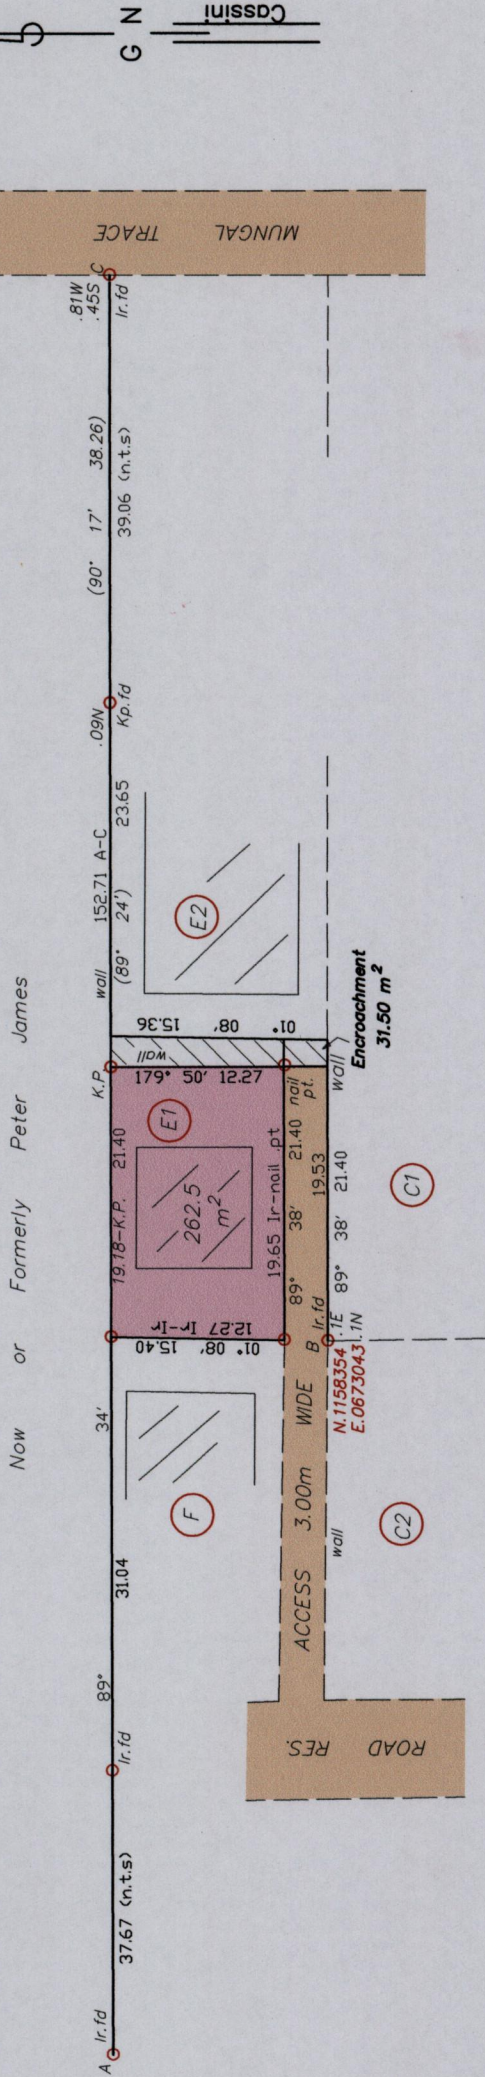 G N
Cassini
Now or Formerly Peter James
A
Ir.fd
37.67 (n.t.s)
Ir.fd
89° 34'
31.04
19.18-K.P. 21.40
K.P
wall 152.71 A-C
(89° 24')
23.65
.09N
Kp.fd
(90° 17' 38.26)
39.06 (n.t.s)
.81W
.45S
C
Ir.fd
MUNGAL TRACE
F
01° 08' 15.40
12.27 Ir-Ir
262.5
m²
E1
179° 50' 12.27
wall
01° 08' 15.36
E2
19.65 Ir-nail .pt
89° 38' 21.40
nail
pt.
19.53
B
Ir.fd
.1E
.1N
89° 38' 21.40
wall
Encroachment
31.50 m²
N.1158354
E.0673043
ACCESS 3.00m WIDE
wall
ROAD
RES.
C2
C1